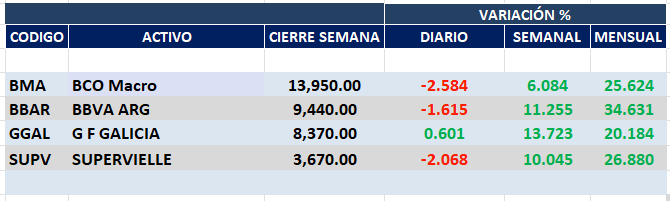 VARIACIÓN %
CODIGO ACTIVO CIERRE SEMANA DIARIO SEMANAL MENSUAL
BMA BCO Macro 13,950.00 -2.584 6.084 25.624
BBAR BBVA ARG 9,440.00 -1.615 11.255 34.631
GGAL G F GALICIA 8,370.00 0.601 13.723 20.184
SUPV SUPERVIELLE 3,670.00 -2.068 10.045 26.880